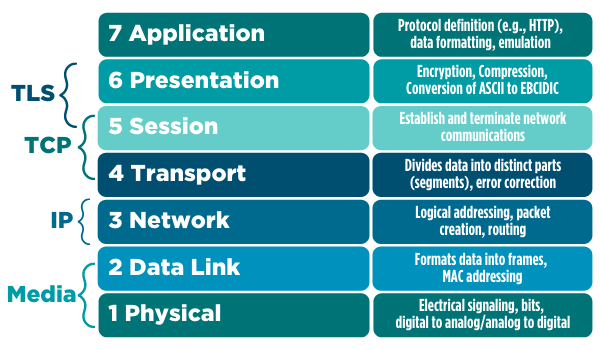 7 Application
Protocol definition (e.g., HTTP),
data formatting, emulation
TLS
6 Presentation
Encryption, Compression,
Conversion of ASCII to EBCIDIC
TCP
5 Session
Establish and terminate network
communications
4 Transport
Divides data into distinct parts
(segments), error correction
IP
3 Network
Logical addressing, packet
creation, routing
Media
2 Data Link
Formats data into frames,
MAC addressing
1 Physical
Electrical signaling, bits,
digital to analog/analog to digital